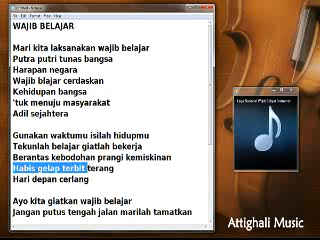 WAJIB BELAJAR
Mari kita laksanakan wajib belajar
Putra putri tunas bangsa
Harapan negara
Wajib blajar cerdaskan
Kehidupan bangsa
'tuk menuju masyarakat
Adil sejahtera
Gunakan waktumu isilah hidupmu
Tekunlah belajar giatlah bekerja
Berantas kebodohan prangi kemiskinan
Habis gelap terbit terang
Hari depan cerlang
Ayo kita giatkan wajib belajar
Jangan putus tengah jalan marilah tamatkan
Attighali Music